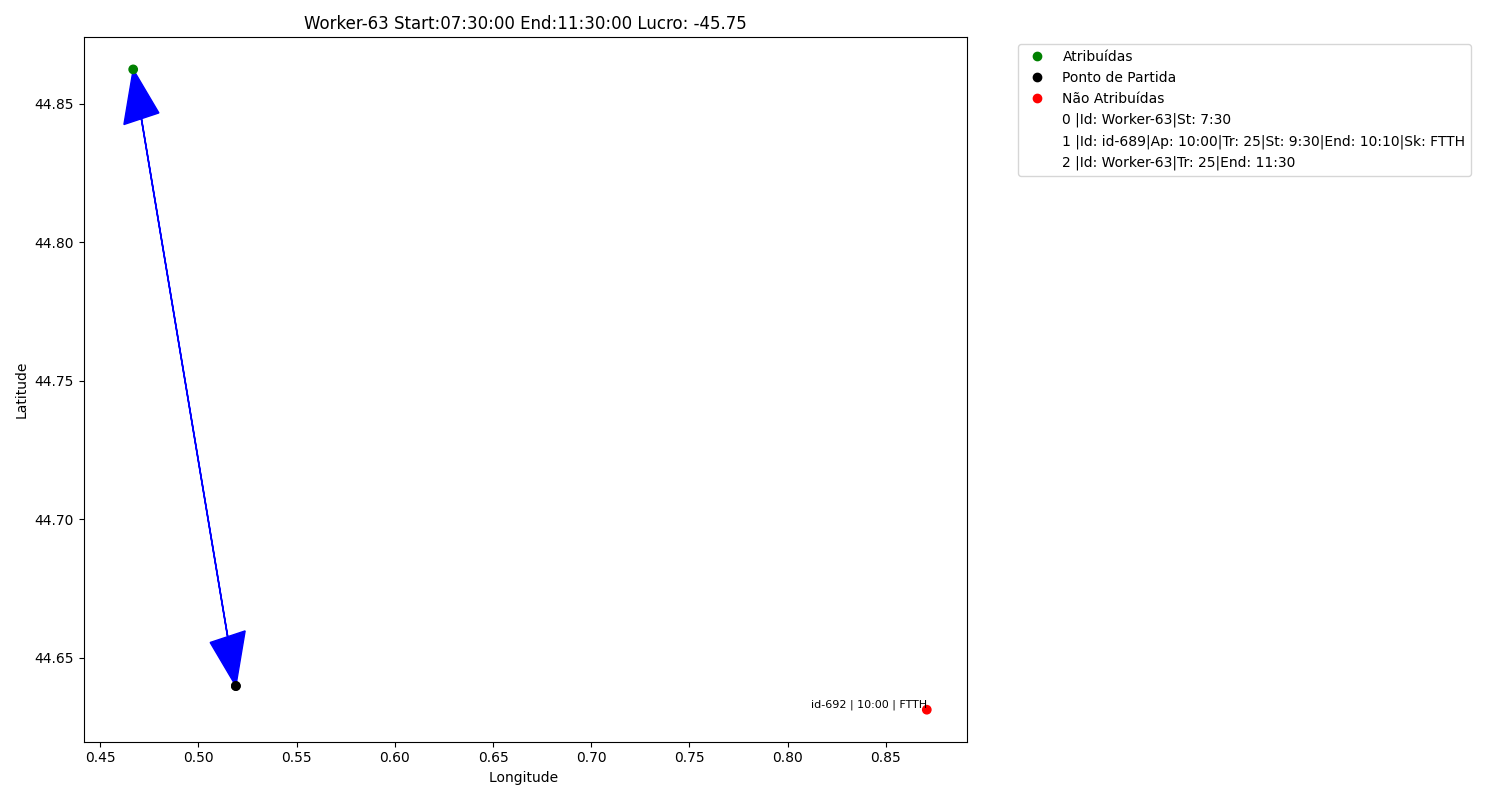 Worker-63 Start:07:30:00 End:11:30:00 Lucro: -45.75
Atribuídas
Ponto de Partida
Não Atribuídas
0 |Id: Worker-63|St: 7:30
1 |Id: id-689|Ap: 10:00|Tr: 25|St: 9:30|End: 10:10|Sk: FTTH
2 |Id: Worker-63|Tr: 25|End: 11:30
44.85
44.80
44.75
44.70
44.65
Latitude
id-692 | 10:00 | FTTH
0.45 0.50 0.55 0.60 0.65 0.70 0.75 0.80 0.85
Longitude